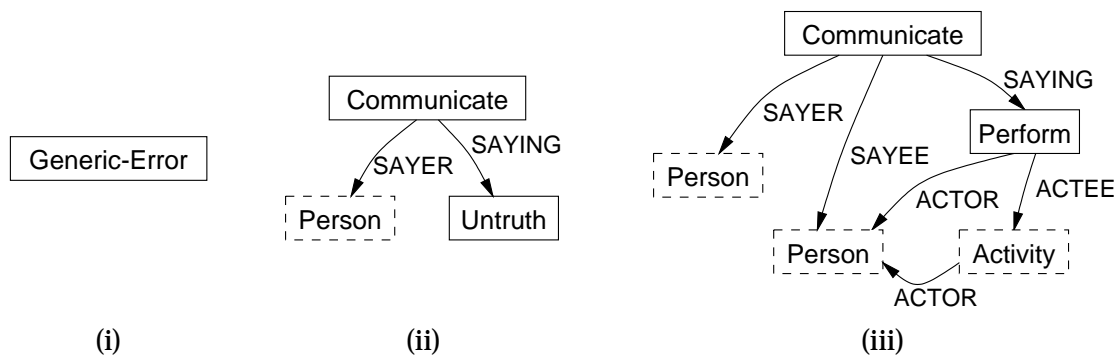 Generic-Error
(i)
Communicate
SAYER
SAYING
Person
Untruth
(ii)
Communicate
SAYING
SAYER
Perform
SAYEE
Person
ACTOR
ACTEE
Person
Activity
ACTOR
(iii)